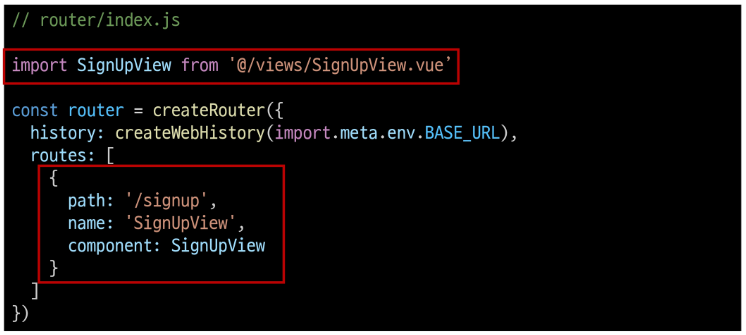 // router/index.js
import SignUpView from '@/views/SignUpView.vue’
const router = createRouter({
history: createWebHistory(import.meta.env.BASE_URL),
routes: [
{
path: '/signup',
name: 'SignUpView',
component: SignUpView
}
]
})